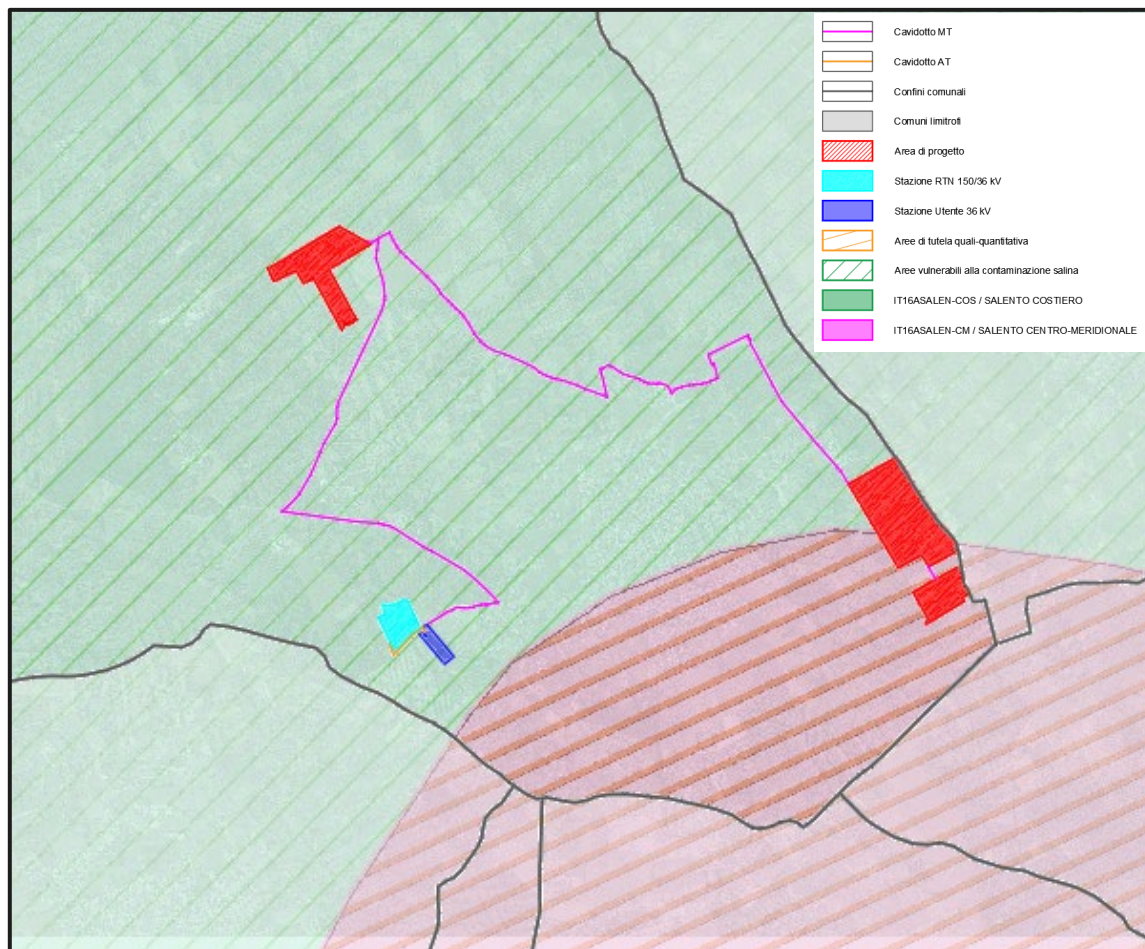 Cavidotto MT
Cavidotto AT
Confini comunali
Comuni limitrofi
Area di progetto
Stazione RTN 150/36 kV
Stazione Utente 36 kV
Aree di tutela quali-quantitativa
Aree vulnerabili alla contaminazione salina
IT16ASALEN-COS / SALENTO COSTIERO
IT16ASALEN-CM / SALENTO CENTRO-MERIDIONALE